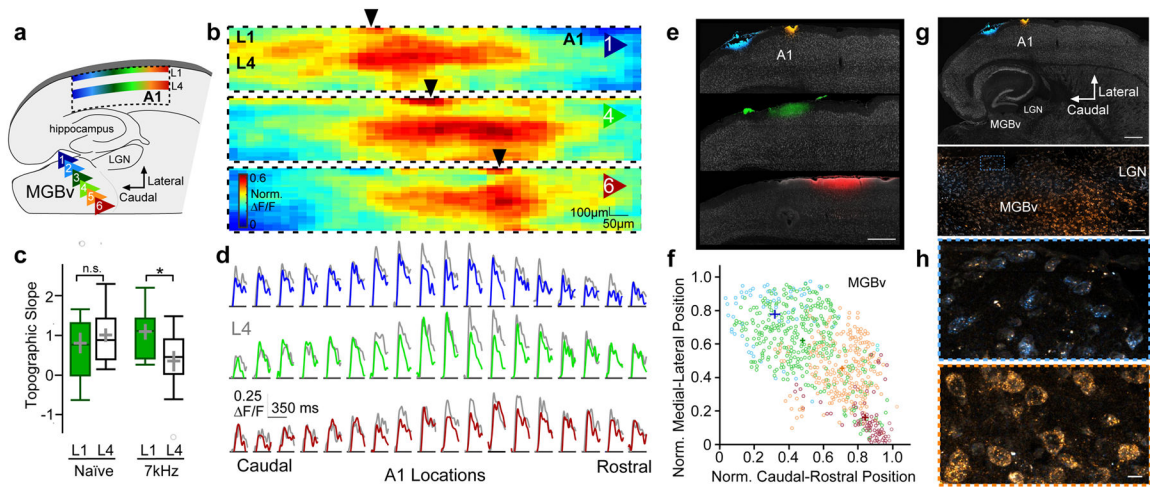 a
L1
L4
A1
hippocampus
LGN
1
2
3
4
5
6
MGBv
Lateral
Caudal
b
L1
L4
A1
1
4
0.6
Norm.
ΔF/F
0
6
100µm
50µm
c
Topographic Slope
n.s.
*
2
1
0
-1
L1 L4 L1 L4
Naïve 7kHz
d
L4
0.25
ΔF/F
350 ms
Caudal A1 Locations Rostral
e
A1
f
MGBv
Norm. Medial-Lateral Position
1.0
0.8
0.6
0.4
0.2
0
0 0.2 0.4 0.6 0.8 1.0
Norm. Caudal-Rostral Position
g
A1
Lateral
Caudal
LGN
MGBv
LGN
MGBv
h